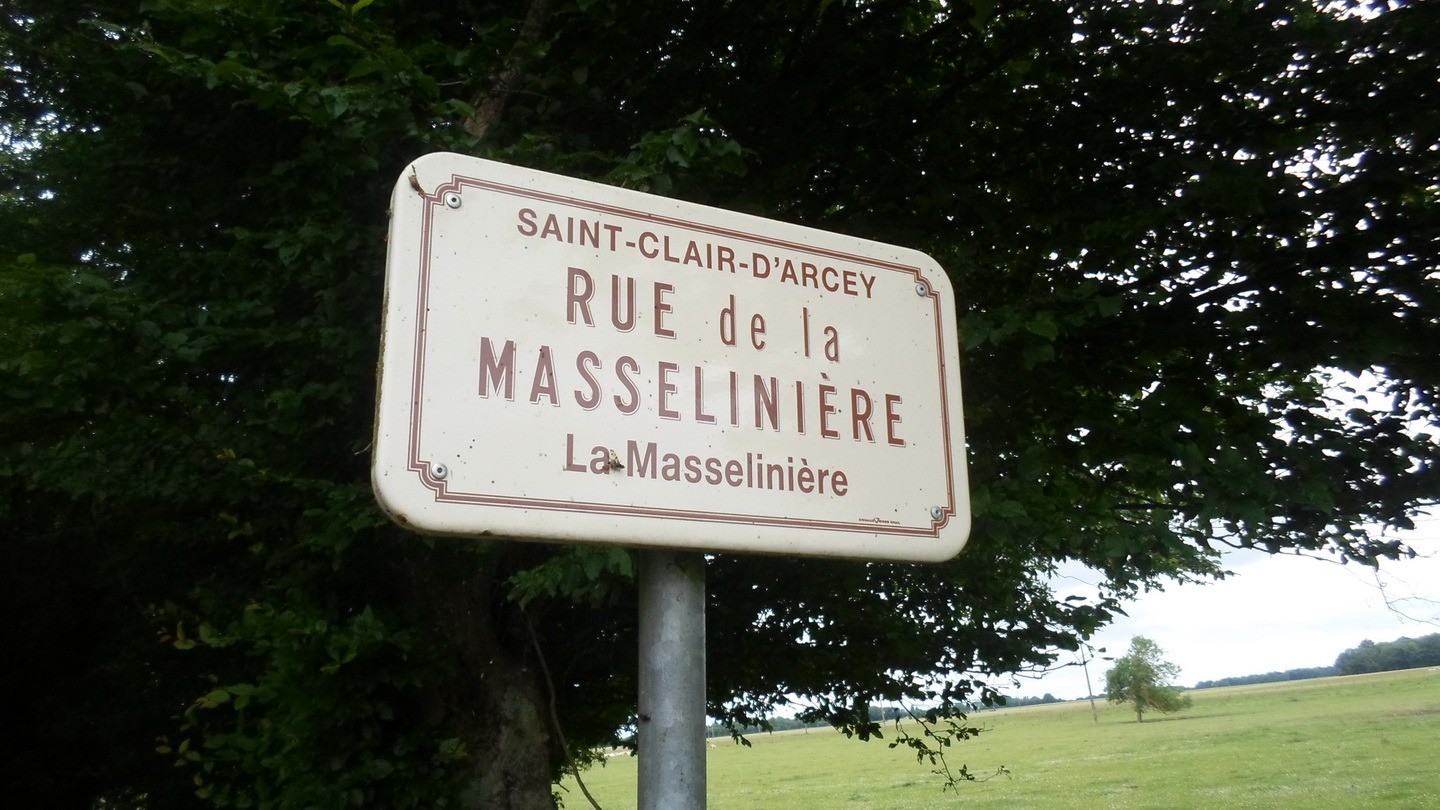 SAINT-CLAIR-D'ARCEY
RUE de la
MASSELINIÈRE
La Masselinière